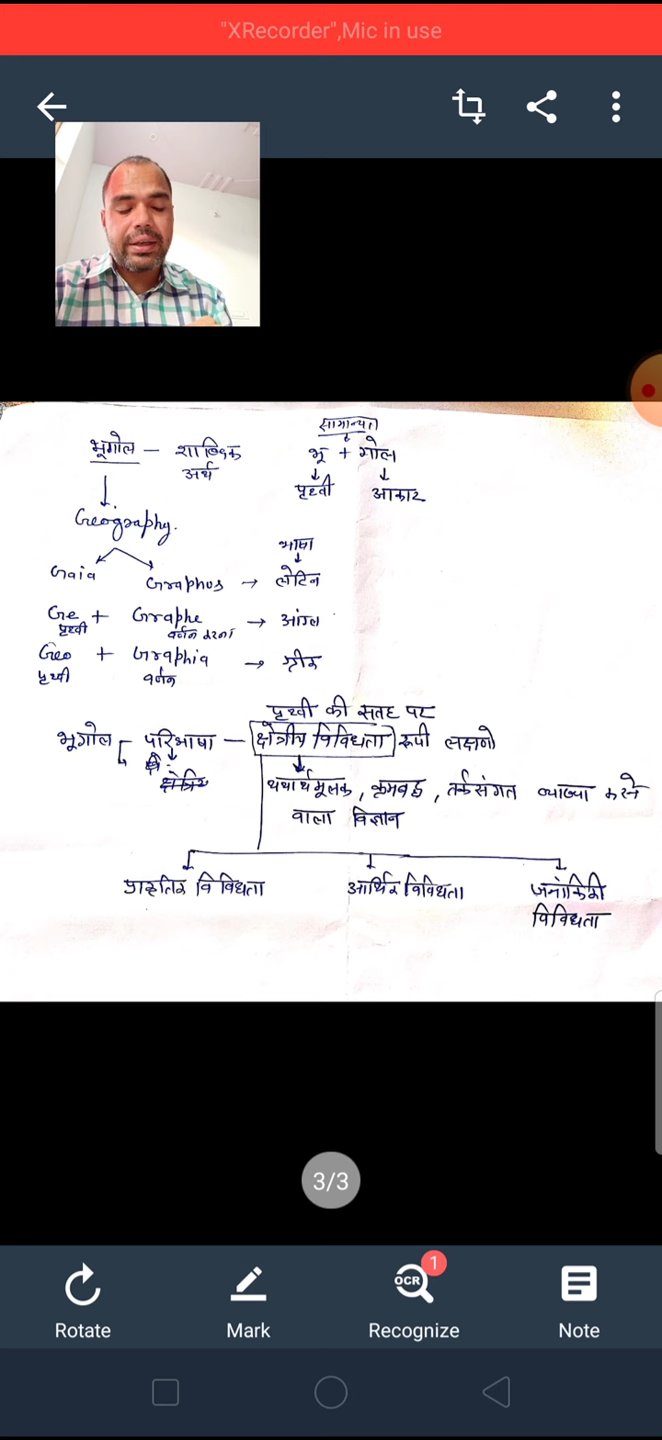 "XRecorder",Mic in use
सामान्यतः
भूगोल – शाब्दिक भू + गोल
अर्थ पृथ्वी आकार
Geography.
भाषा
Gaia Graphus → लेटिन
Ge + Graphe → आंग्ल
पृथ्वी वर्णन करना
Geo + Graphia → ग्रीक
पृथ्वी वर्णन
पृथ्वी की सतह पर
भूगोल परिभाषा – क्षेत्रीय विविधता रूपी लक्षणो
क्षेत्रिय यथार्थमूलक, क्रमबद्ध, तर्कसंगत व्याख्या करने
वाला विज्ञान
प्राकृतिक विविधता आर्थिक विविधता जनांकिकी
विविधता
3/3
OCR 1
Rotate Mark Recognize Note